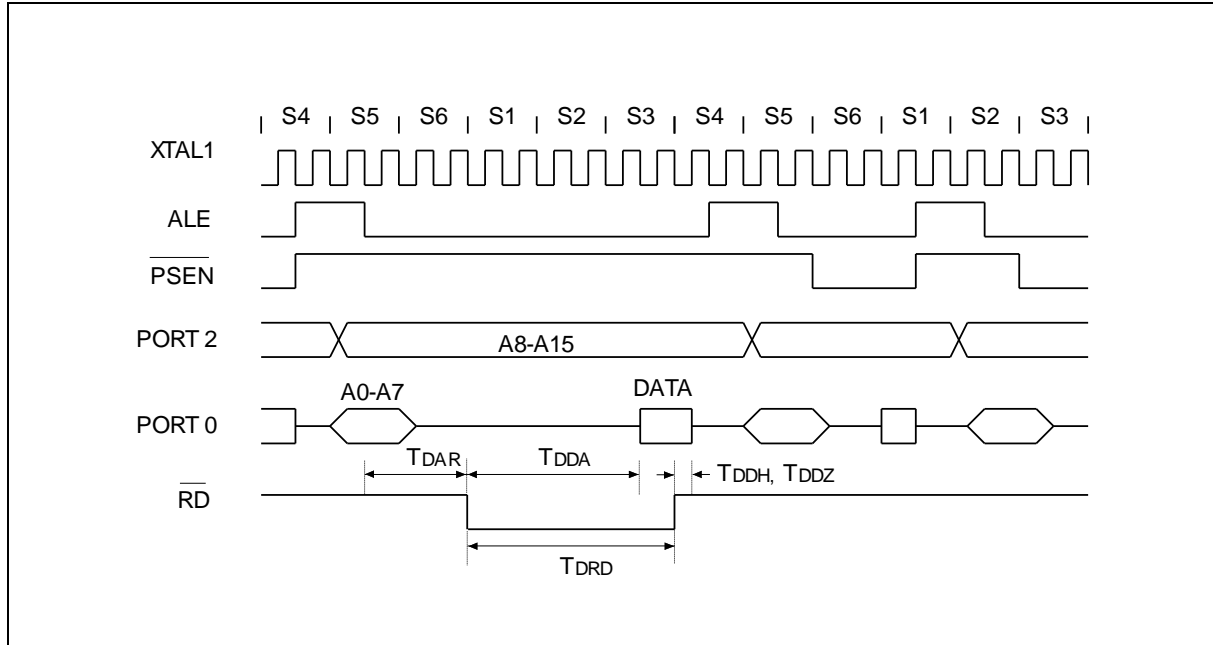 S4 S5 S6 S1 S2 S3 S4 S5 S6 S1 S2 S3
XTAL1
ALE
PSEN
PORT 2
A8-A15
A0-A7
DATA
PORT 0
TDAR
TDDA
TDDH, TDDZ
RD
TDRD